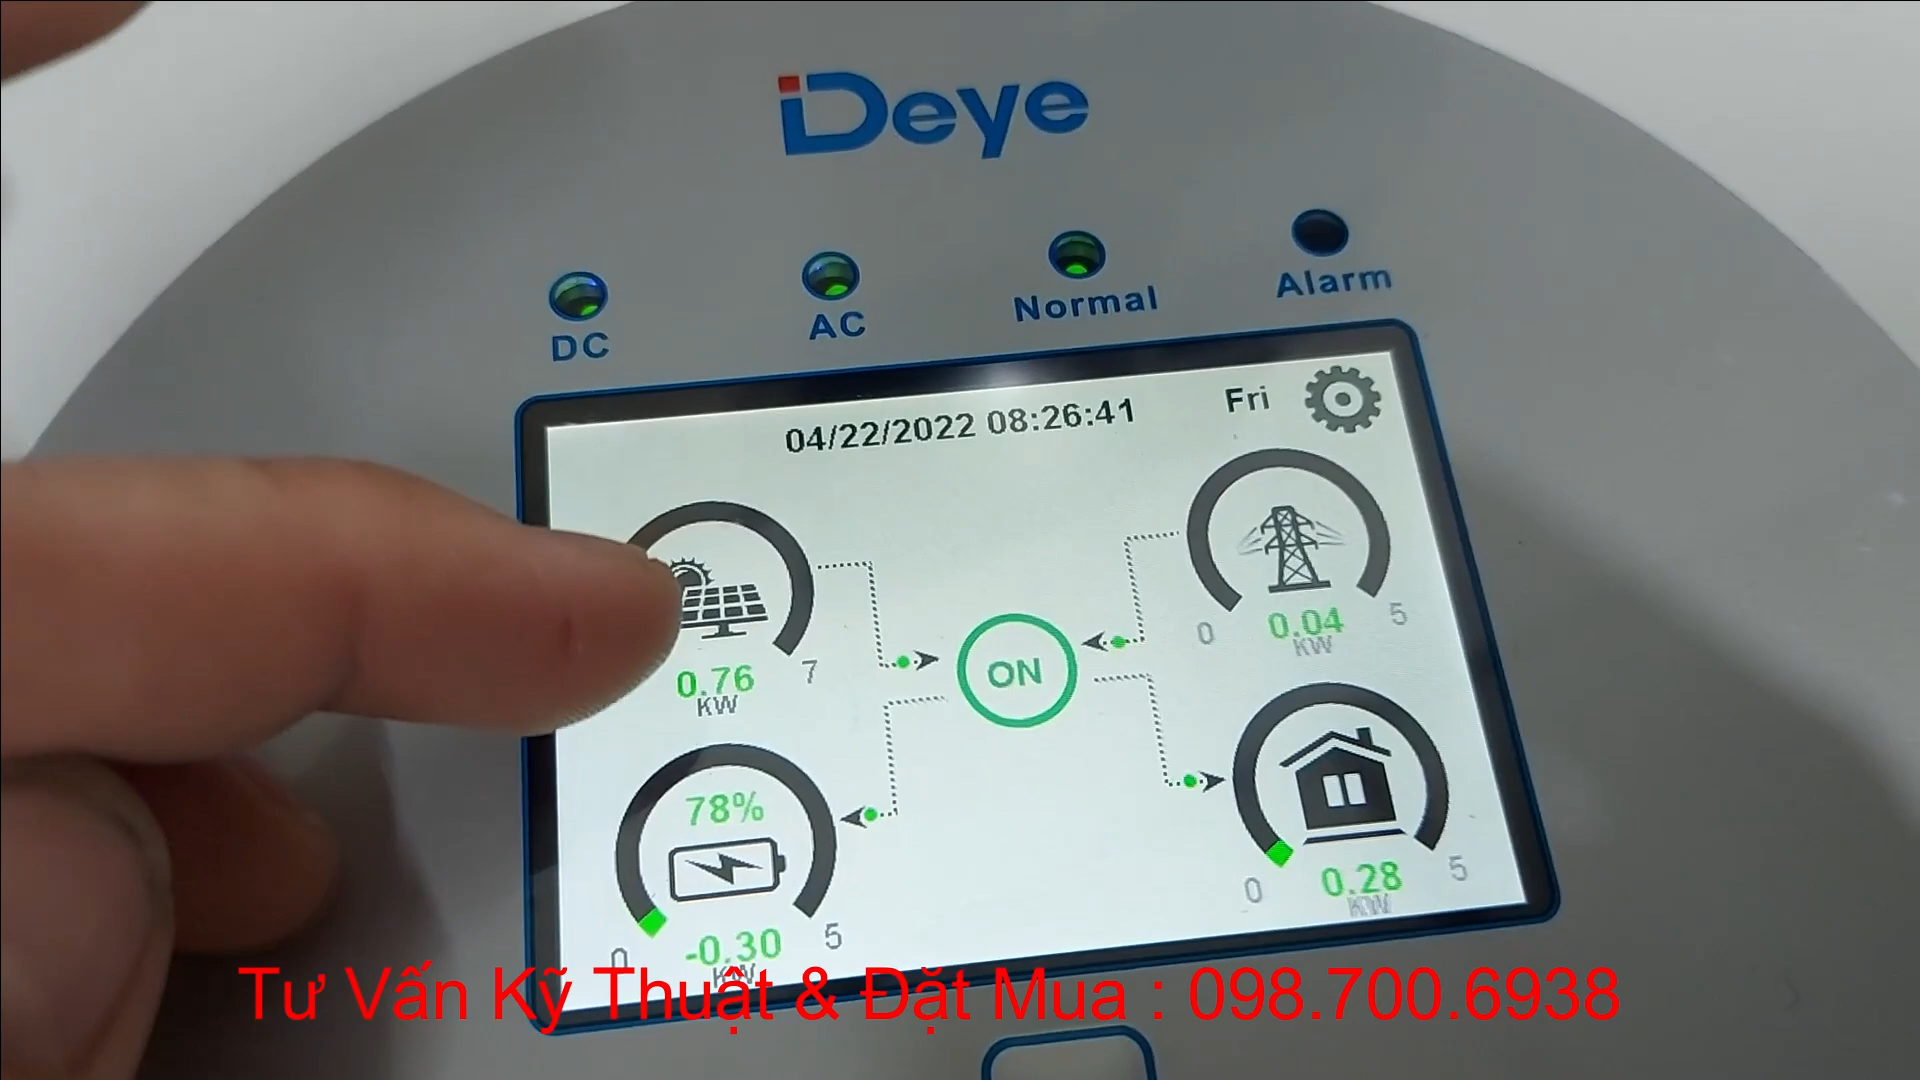 Deye
DC
AC
Normal
Alarm
04/22/2022 08:26:41
Fri
0.76
KW
7
0
0.04
KW
5
ON
78%
0
-0.30
KW
5
0
0.28
KW
5
Tư Vấn Kỹ Thuật & Đặt Mua : 098.700.6938